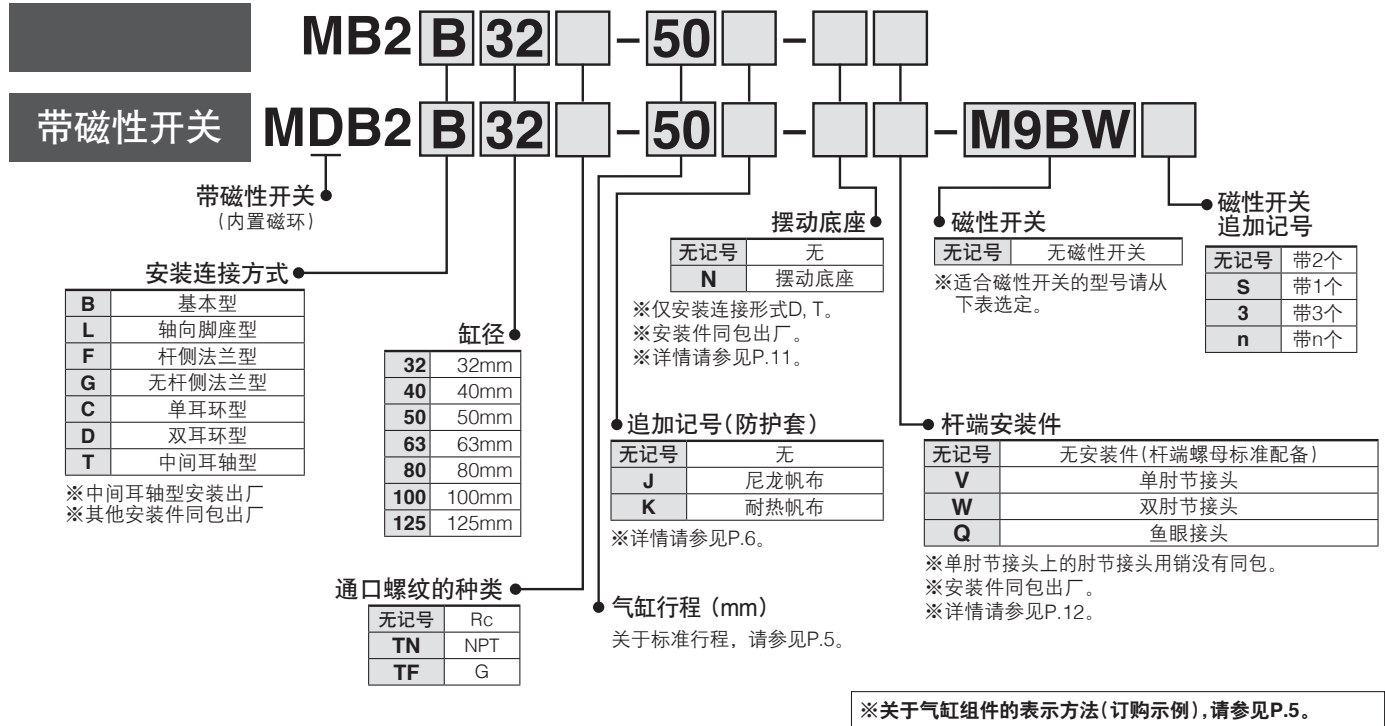 MB2 B 32 -50 -
带磁性开关 MDB2 B 32 -50 - -M9BW
带磁性开关
(内置磁环)
安装连接方式
B 基本型
L 轴向脚座型
F 杆侧法兰型
G 无杆侧法兰型
C 单耳环型
D 双耳环型
T 中间耳轴型
※中间耳轴型安装出厂
※其他安装件同包出厂
缸径
32 32mm
40 40mm
50 50mm
63 63mm
80 80mm
100 100mm
125 125mm
通口螺纹的种类
无记号 Rc
TN NPT
TF G
摆动底座
无记号 无
N 摆动底座
※仅安装连接形式D, T。
※安装件同包出厂。
※详情请参见P.11。
追加记号(防护套)
无记号 无
J 尼龙帆布
K 耐热帆布
※详情请参见P.6。
气缸行程 (mm)
关于标准行程，请参见P.5。
磁性开关
无记号 无磁性开关
※适合磁性开关的型号请从
下表选定。
磁性开关
追加记号
无记号 带2个
S 带1个
3 带3个
n 带n个
杆端安装件
无记号 无安装件(杆端螺母标准配备)
V 单肘节接头
W 双肘节接头
Q 鱼眼接头
※单肘节接头上的肘节接头用销没有同包。
※安装件同包出厂。
※详情请参见P.12。
※关于气缸组件的表示方法(订购示例),请参见P.5。